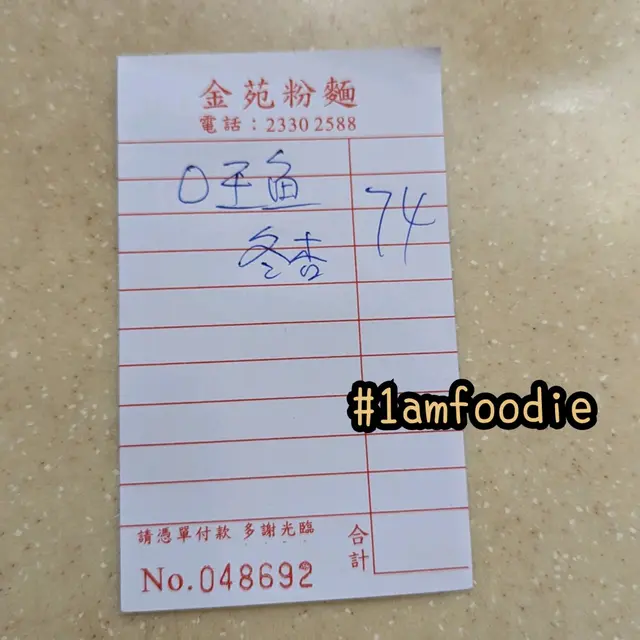 金苑粉麵
電話：2330 2588
O王魚
74
冬杏
#1amfoodie
請憑單付款 多謝光臨
合計
No.048692